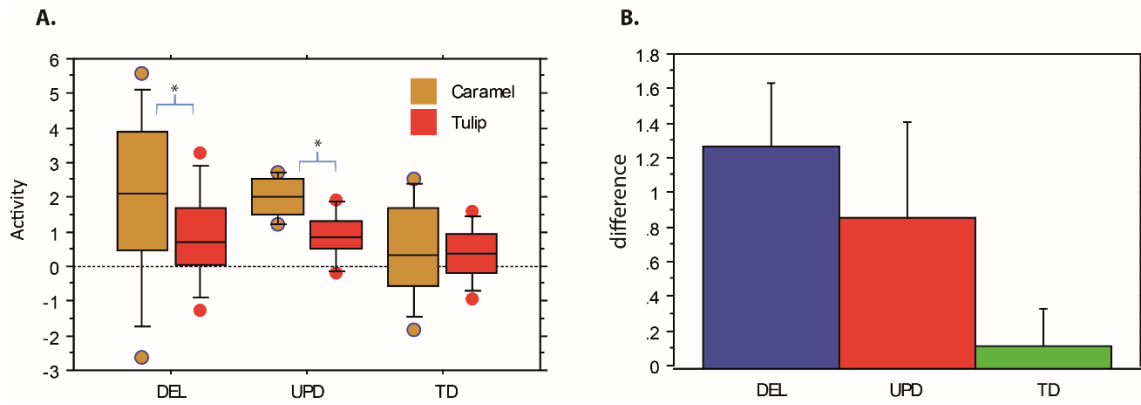 A.
6
5
4
3
2
1
0
-1
-2
-3
Activity
*
*
Caramel
Tulip
DEL
UPD
TD
B.
1.8
1.6
1.4
1.2
1
.8
.6
.4
.2
0
difference
DEL
UPD
TD